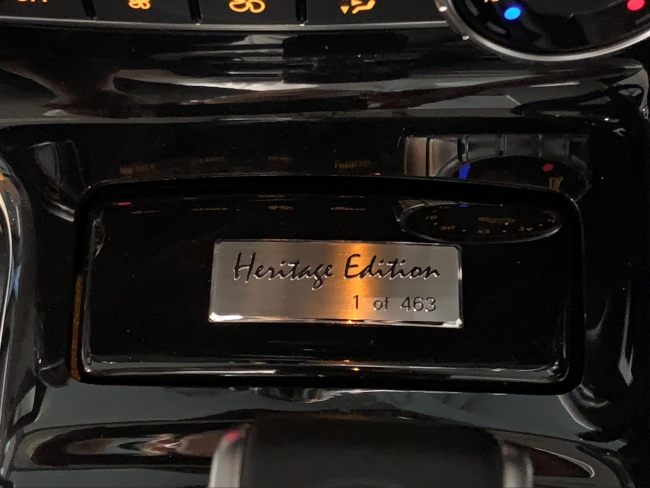 Heritage Edition
1 of 463